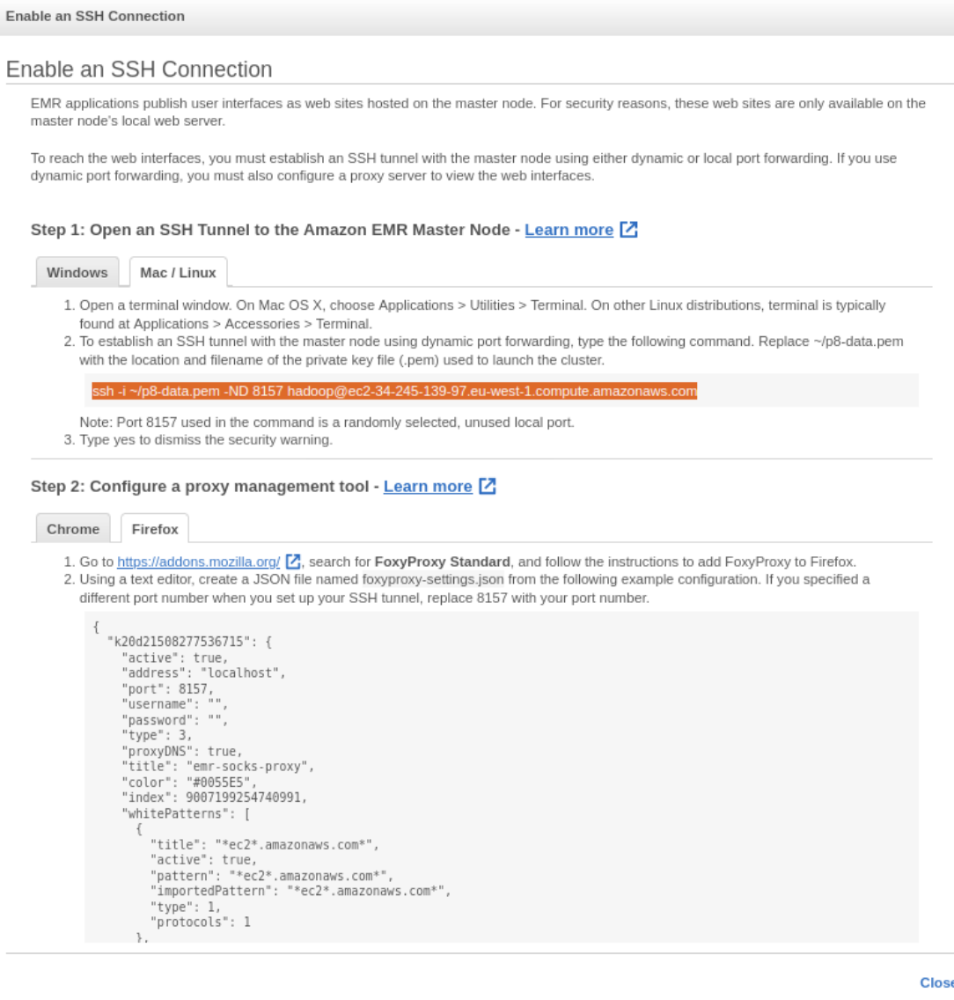 Enable an SSH Connection
Enable an SSH Connection
EMR applications publish user interfaces as web sites hosted on the master node. For security reasons, these web sites are only available on the
master node's local web server.
To reach the web interfaces, you must establish an SSH tunnel with the master node using either dynamic or local port forwarding. If you use
dynamic port forwarding, you must also configure a proxy server to view the web interfaces.
Step 1: Open an SSH Tunnel to the Amazon EMR Master Node - Learn more
Windows Mac / Linux
1. Open a terminal window. On Mac OS X, choose Applications > Utilities > Terminal. On other Linux distributions, terminal is typically
found at Applications > Accessories > Terminal.
2. To establish an SSH tunnel with the master node using dynamic port forwarding, type the following command. Replace ~/p8-data.pem
with the location and filename of the private key file (.pem) used to launch the cluster.
ssh -i ~/p8-data.pem -ND 8157 hadoop@ec2-34-245-139-97.eu-west-1.compute.amazonaws.com
Note: Port 8157 used in the command is a randomly selected, unused local port.
3. Type yes to dismiss the security warning.
Step 2: Configure a proxy management tool - Learn more
Chrome Firefox
1. Go to https://addons.mozilla.org/ , search for FoxyProxy Standard, and follow the instructions to add FoxyProxy to Firefox.
2. Using a text editor, create a JSON file named foxyproxy-settings.json from the following example configuration. If you specified a
different port number when you set up your SSH tunnel, replace 8157 with your port number.
{
"k20d21508277536715": {
"active": true,
"address": "localhost",
"port": 8157,
"username": "",
"password": "",
"type": 3,
"proxyDNS": true,
"title": "emr-socks-proxy",
"color": "#0055E5",
"index": 9007199254740991,
"whitePatterns": [
{
"title": "*ec2*.amazonaws.com*",
"active": true,
"pattern": "*ec2*.amazonaws.com*",
"importedPattern": "*ec2*.amazonaws.com*",
"type": 1,
"protocols": 1
},
Close